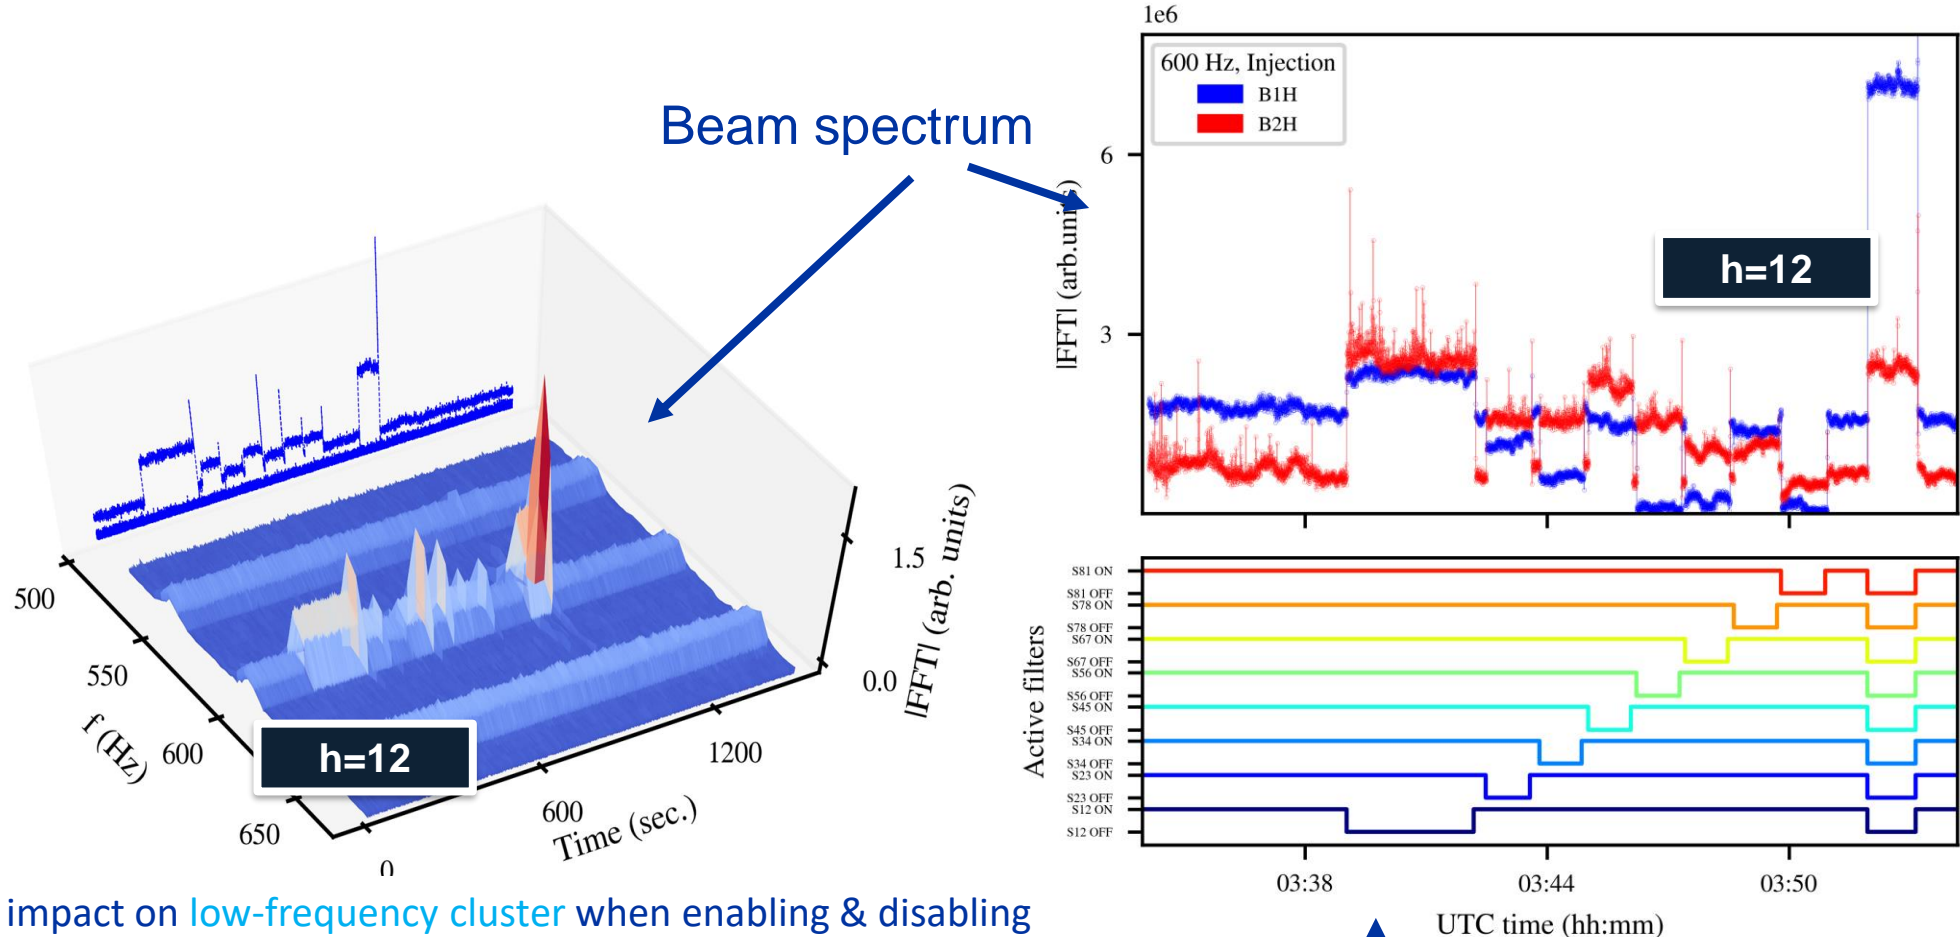 Beam spectrum
500
550
600
650
f (Hz)
h=12
0
600
1200
Time (sec.)
0.0
1.5
|FFT| (arb. units)
1e6
600 Hz, Injection
B1H
B2H
6
3
|FFT| (arb.units)
h=12
S81 ON
S81 OFF
S78 ON
S78 OFF
S67 ON
S67 OFF
S56 ON
S56 OFF
S45 ON
S45 OFF
S34 ON
S34 OFF
S23 ON
S23 OFF
S12 ON
S12 OFF
Active filters
03:38
03:44
03:50
UTC time (hh:mm)
impact on low-frequency cluster when enabling & disabling